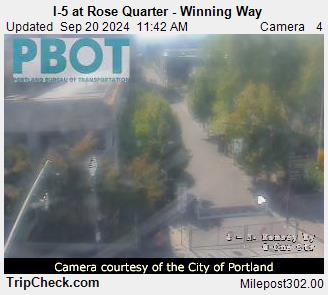 I-5 at Rose Quarter - Winning Way
Updated Sep 20 2024 11:42 AM Camera 4
PBOT
PORTLAND BUREAU OF TRANSPORTATION
Camera courtesy of the City of Portland
TripCheck.com Milepost302.00